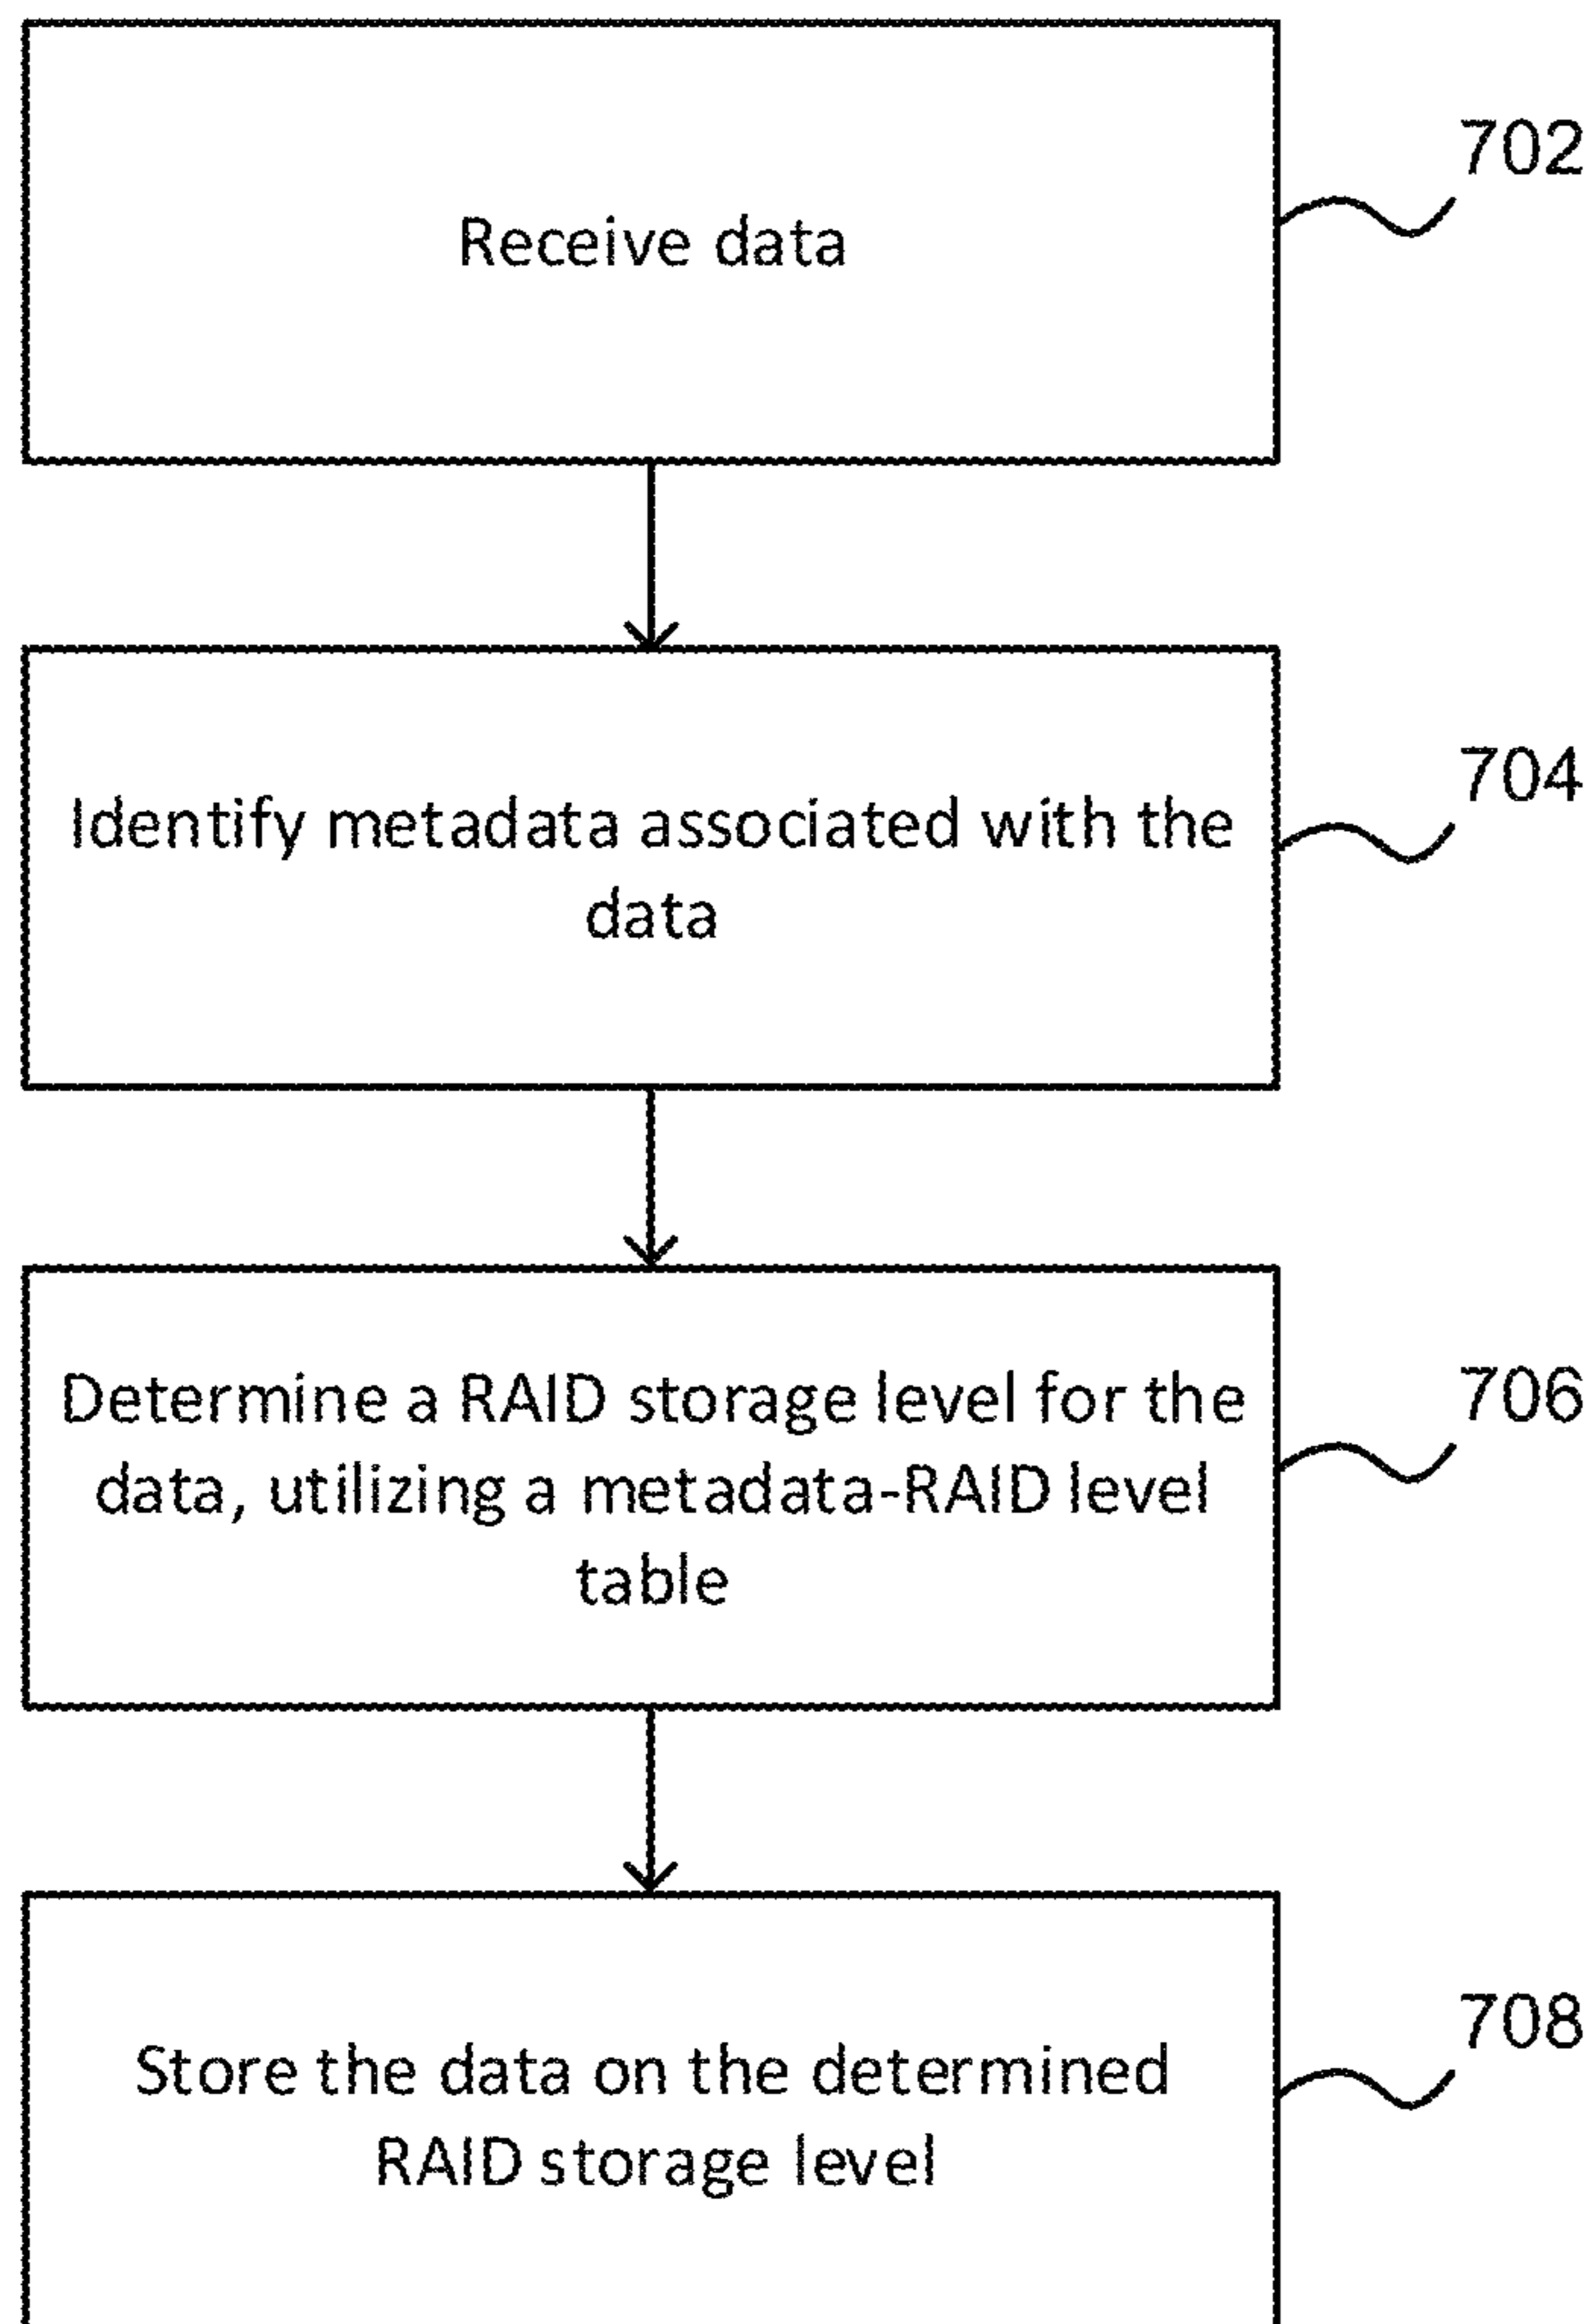 702
Receive data
704
Identify metadata associated with the
data
706
Determine a RAID storage level for the
data, utilizing a metadata-RAID level
table
708
Store the data on the determined
RAID storage level